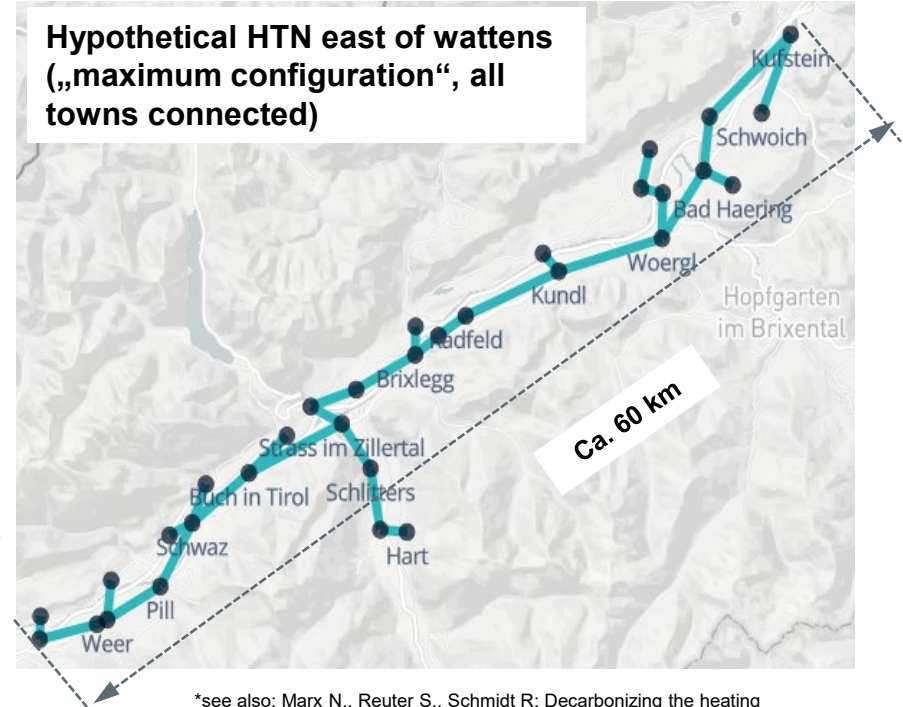 Hypothetical HTN east of wattens
(„maximum configuration“, all
towns connected)
Kufstein
Schwoich
Bad Haering
Woergl
Hopfgarten
im Brixental
Kundl
Radfeld
Brixlegg
Ca. 60 km
Strass im Zillertal
Buch in Tirol
Schlitters
Schwaz
Hart
Pill
Weer
*see also: Marx N., Reuter S., Schmidt R: Decarbonizing the heating